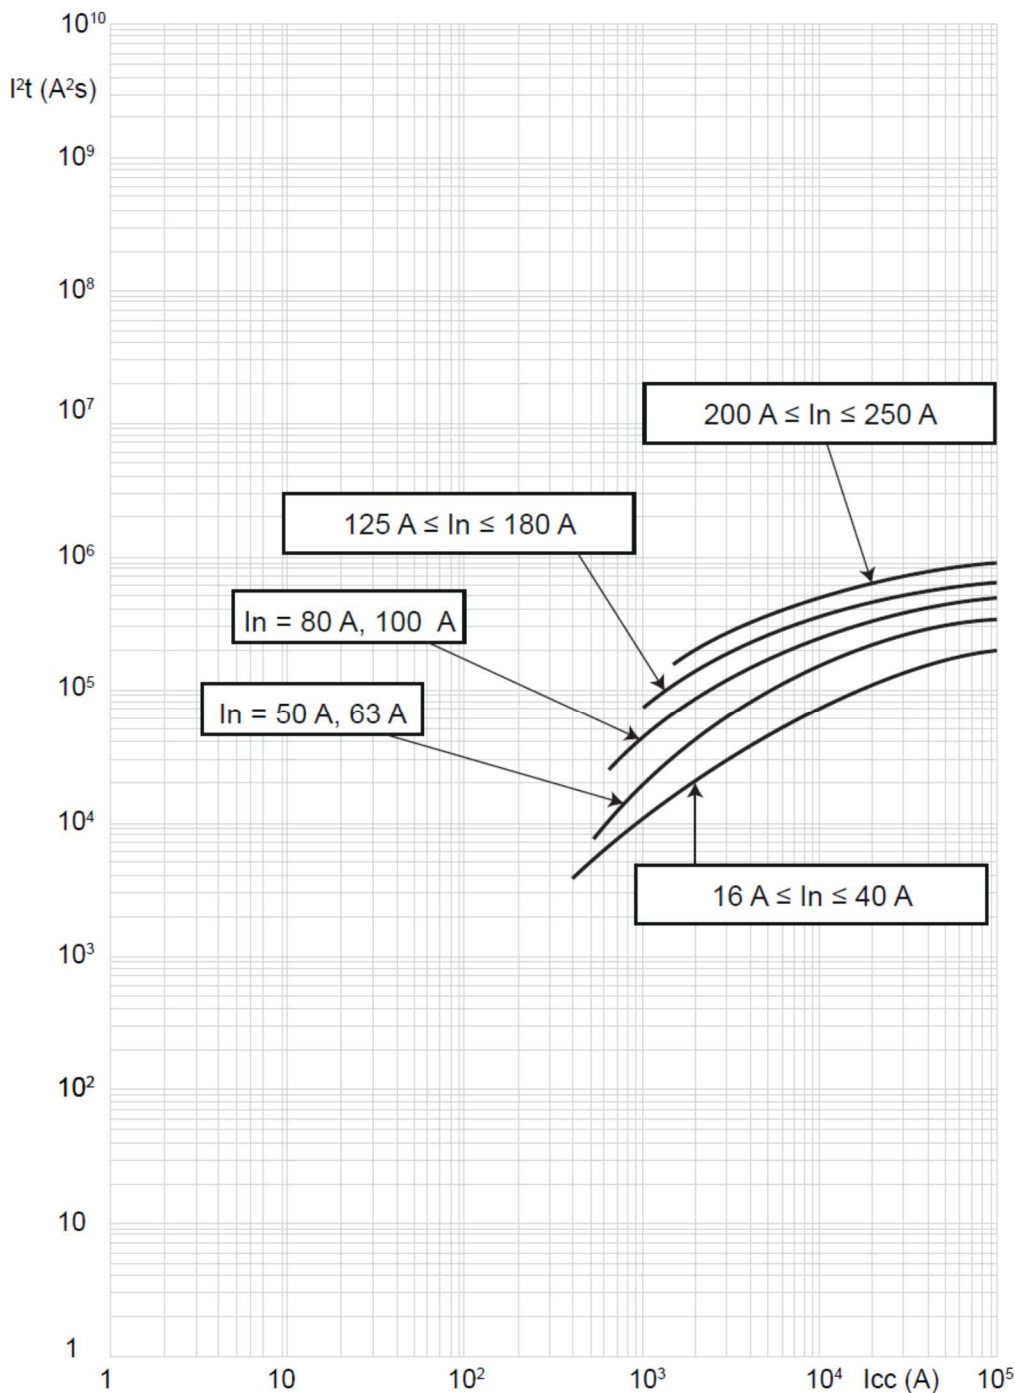 10¹⁰
I²t (A²s)
10⁹
10⁸
10⁷
200 A ≤ In ≤ 250 A
125 A ≤ In ≤ 180 A
10⁶
In = 80 A, 100 A
10⁵
In = 50 A, 63 A
10⁴
16 A ≤ In ≤ 40 A
10³
10²
10
1
1 10 10² 10³ 10⁴ Icc (A) 10⁵